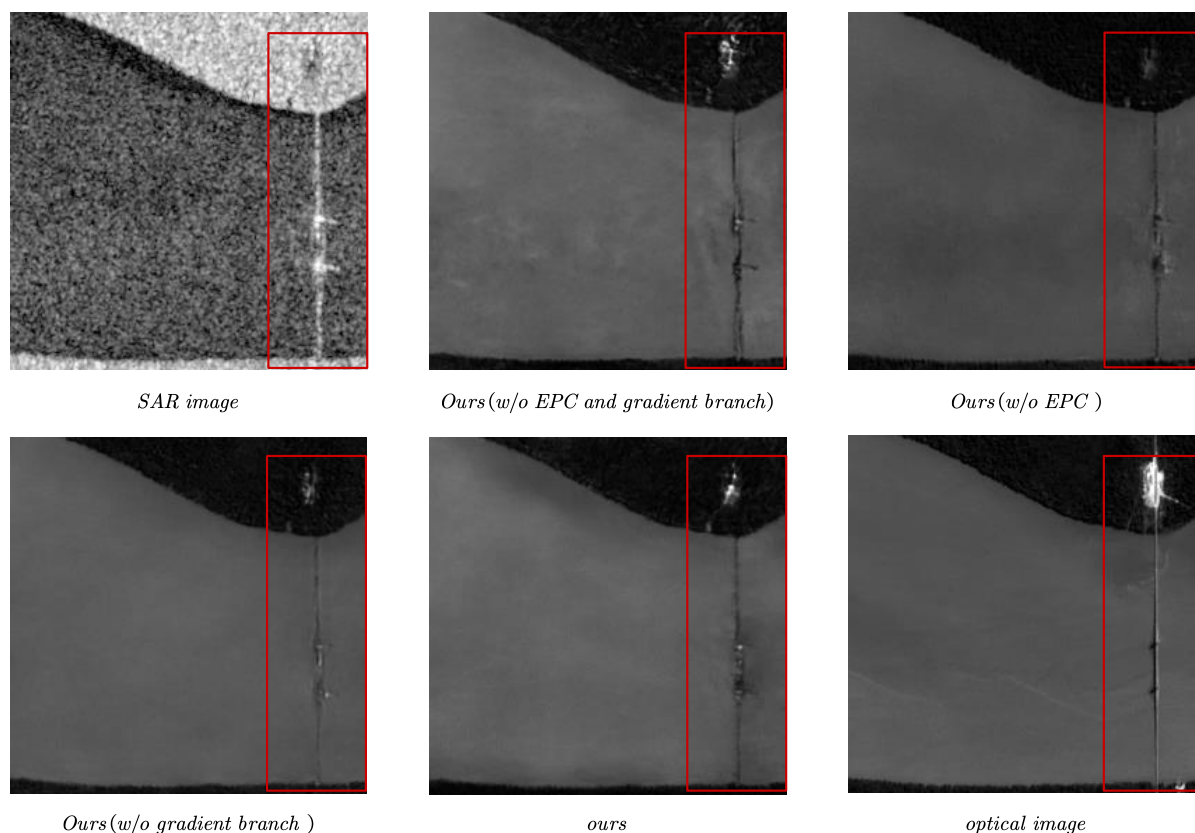 SAR image
Ours(w/o EPC and gradient branch)
Ours(w/o EPC )
Ours(w/o gradient branch )
ours
optical image